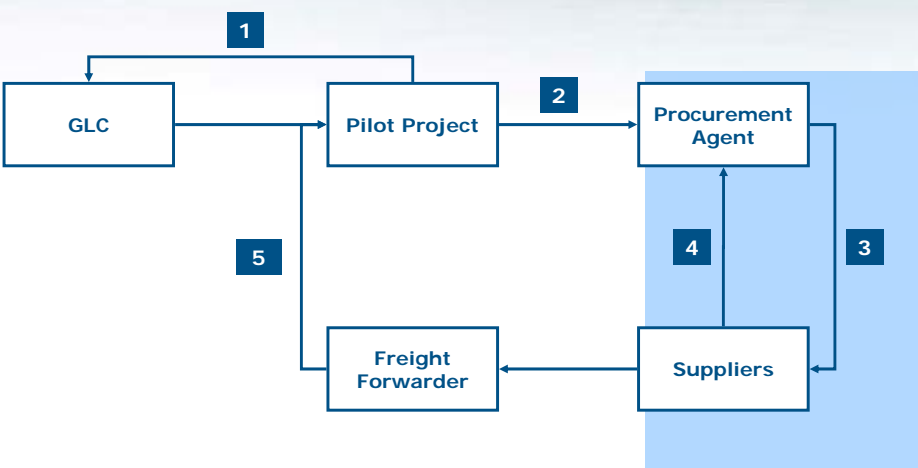 1
GLC
Pilot Project
2
Procurement
Agent
5
4
3
Freight
Forwarder
Suppliers